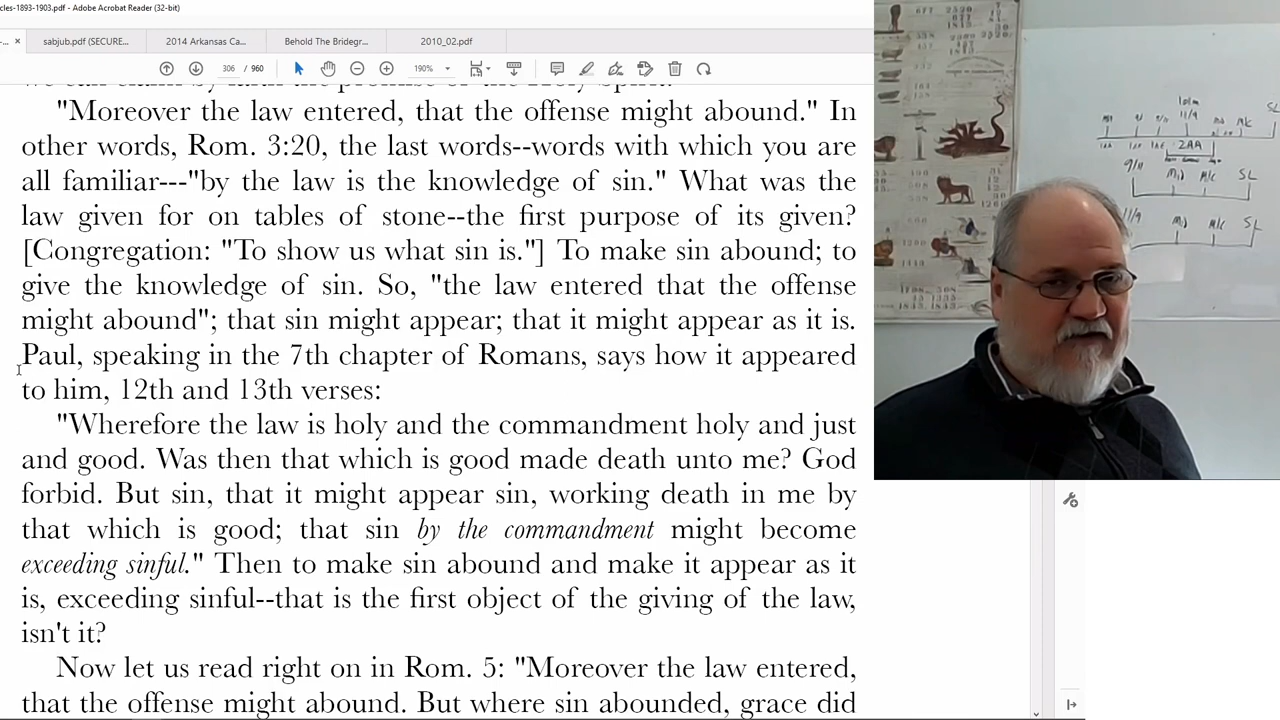 cles-1893-1903.pdf - Adobe Acrobat Reader (32-bit)
sabjub.pdf (SECURE... 2014 Arkansas Ca... Behold The Bridegr... 2010_02.pdf
306 / 960 190%
"Moreover the law entered, that the offense might abound." In
other words, Rom. 3:20, the last words--words with which you are
all familiar---"by the law is the knowledge of sin." What was the
law given for on tables of stone--the first purpose of its given?
[Congregation: "To show us what sin is."] To make sin abound; to
give the knowledge of sin. So, "the law entered that the offense
might abound"; that sin might appear; that it might appear as it is.
Paul, speaking in the 7th chapter of Romans, says how it appeared
to him, 12th and 13th verses:
"Wherefore the law is holy and the commandment holy and just
and good. Was then that which is good made death unto me? God
forbid. But sin, that it might appear sin, working death in me by
that which is good; that sin by the commandment might become
exceeding sinful." Then to make sin abound and make it appear as it
is, exceeding sinful--that is the first object of the giving of the law,
isn't it?
Now let us read right on in Rom. 5: "Moreover the law entered,
that the offense might abound. But where sin abounded, grace did
11/9
SL
2AA
9/11 Mid M/c SL
11/9 Mid M/c SL